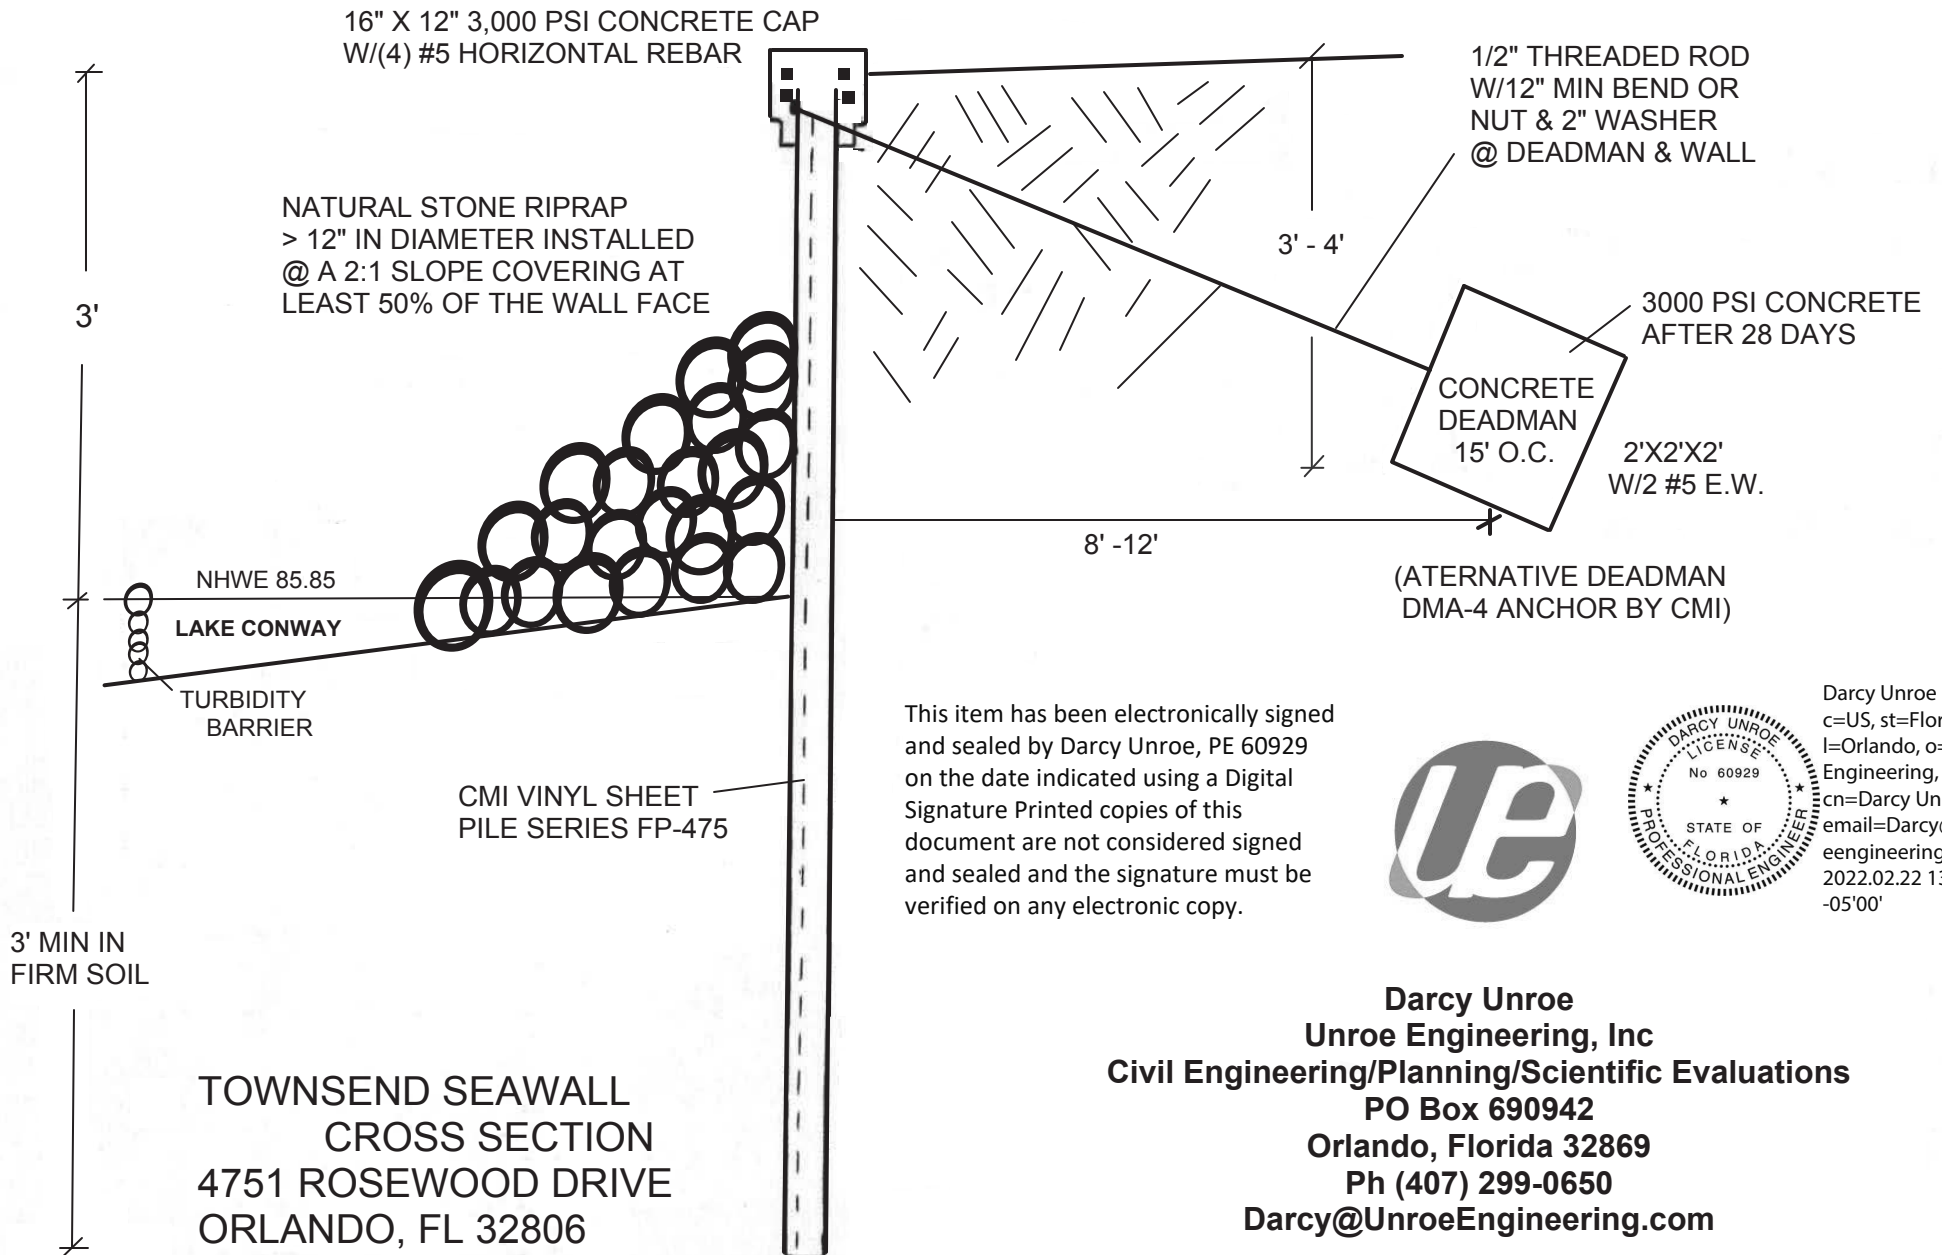 16" X 12" 3,000 PSI CONCRETE CAP
W/(4) #5 HORIZONTAL REBAR
1/2" THREADED ROD
W/12" MIN BEND OR
NUT & 2" WASHER
@ DEADMAN & WALL
NATURAL STONE RIPRAP
> 12" IN DIAMETER INSTALLED
@ A 2:1 SLOPE COVERING AT
LEAST 50% OF THE WALL FACE
3'
3' - 4'
3000 PSI CONCRETE
AFTER 28 DAYS
CONCRETE
DEADMAN
15' O.C.
2'X2'X2'
W/2 #5 E.W.
8' -12'
(ATERNATIVE DEADMAN
DMA-4 ANCHOR BY CMI)
NHWE 85.85
LAKE CONWAY
TURBIDITY
BARRIER
CMI VINYL SHEET
PILE SERIES FP-475
3' MIN IN
FIRM SOIL
This item has been electronically signed
and sealed by Darcy Unroe, PE 60929
on the date indicated using a Digital
Signature Printed copies of this
document are not considered signed
and sealed and the signature must be
verified on any electronic copy.
ue
DARCY UNROE
LICENSE
No 60929
STATE OF
FLORIDA
PROFESSIONAL ENGINEER
Darcy Unroe
c=US, st=Flor
l=Orlando, o=
Engineering,
cn=Darcy Un
email=Darcy@
eengineering
2022.02.22 13
-05'00'
TOWNSEND SEAWALL
CROSS SECTION
4751 ROSEWOOD DRIVE
ORLANDO, FL 32806
Darcy Unroe
Unroe Engineering, Inc
Civil Engineering/Planning/Scientific Evaluations
PO Box 690942
Orlando, Florida 32869
Ph (407) 299-0650
Darcy@UnroeEngineering.com